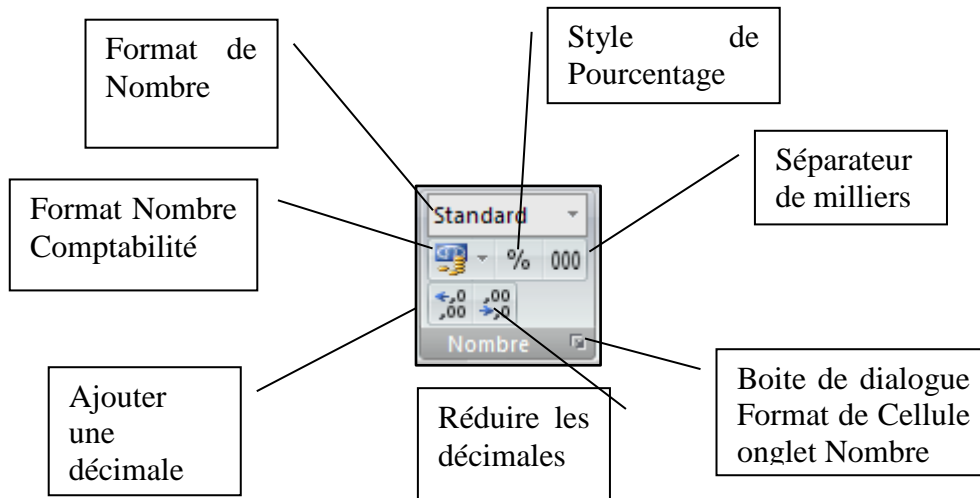 Format de
Nombre
Style de
Pourcentage
Séparateur
de milliers
Format Nombre
Comptabilité
Standard
% 000
←,0 ,00
,00 →,0
Nombre
Ajouter
une
décimale
Réduire les
décimales
Boite de dialogue
Format de Cellule
onglet Nombre